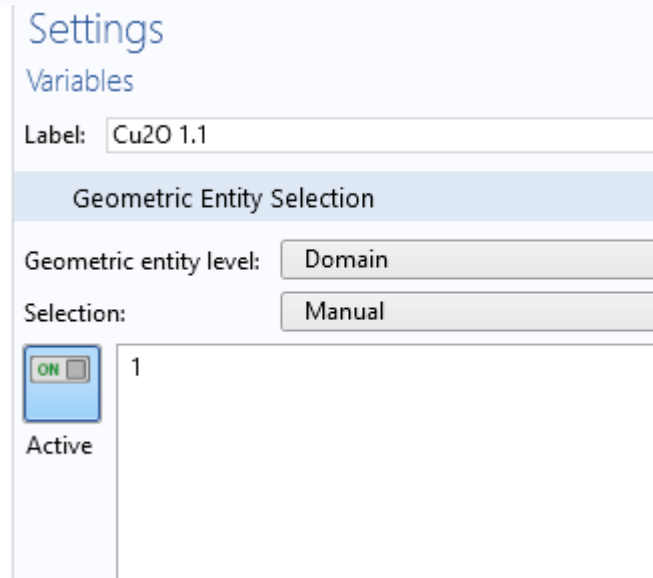 Settings
Variables
Label: Cu2O 1.1
Geometric Entity Selection
Geometric entity level: Domain
Selection: Manual
ON 1
Active